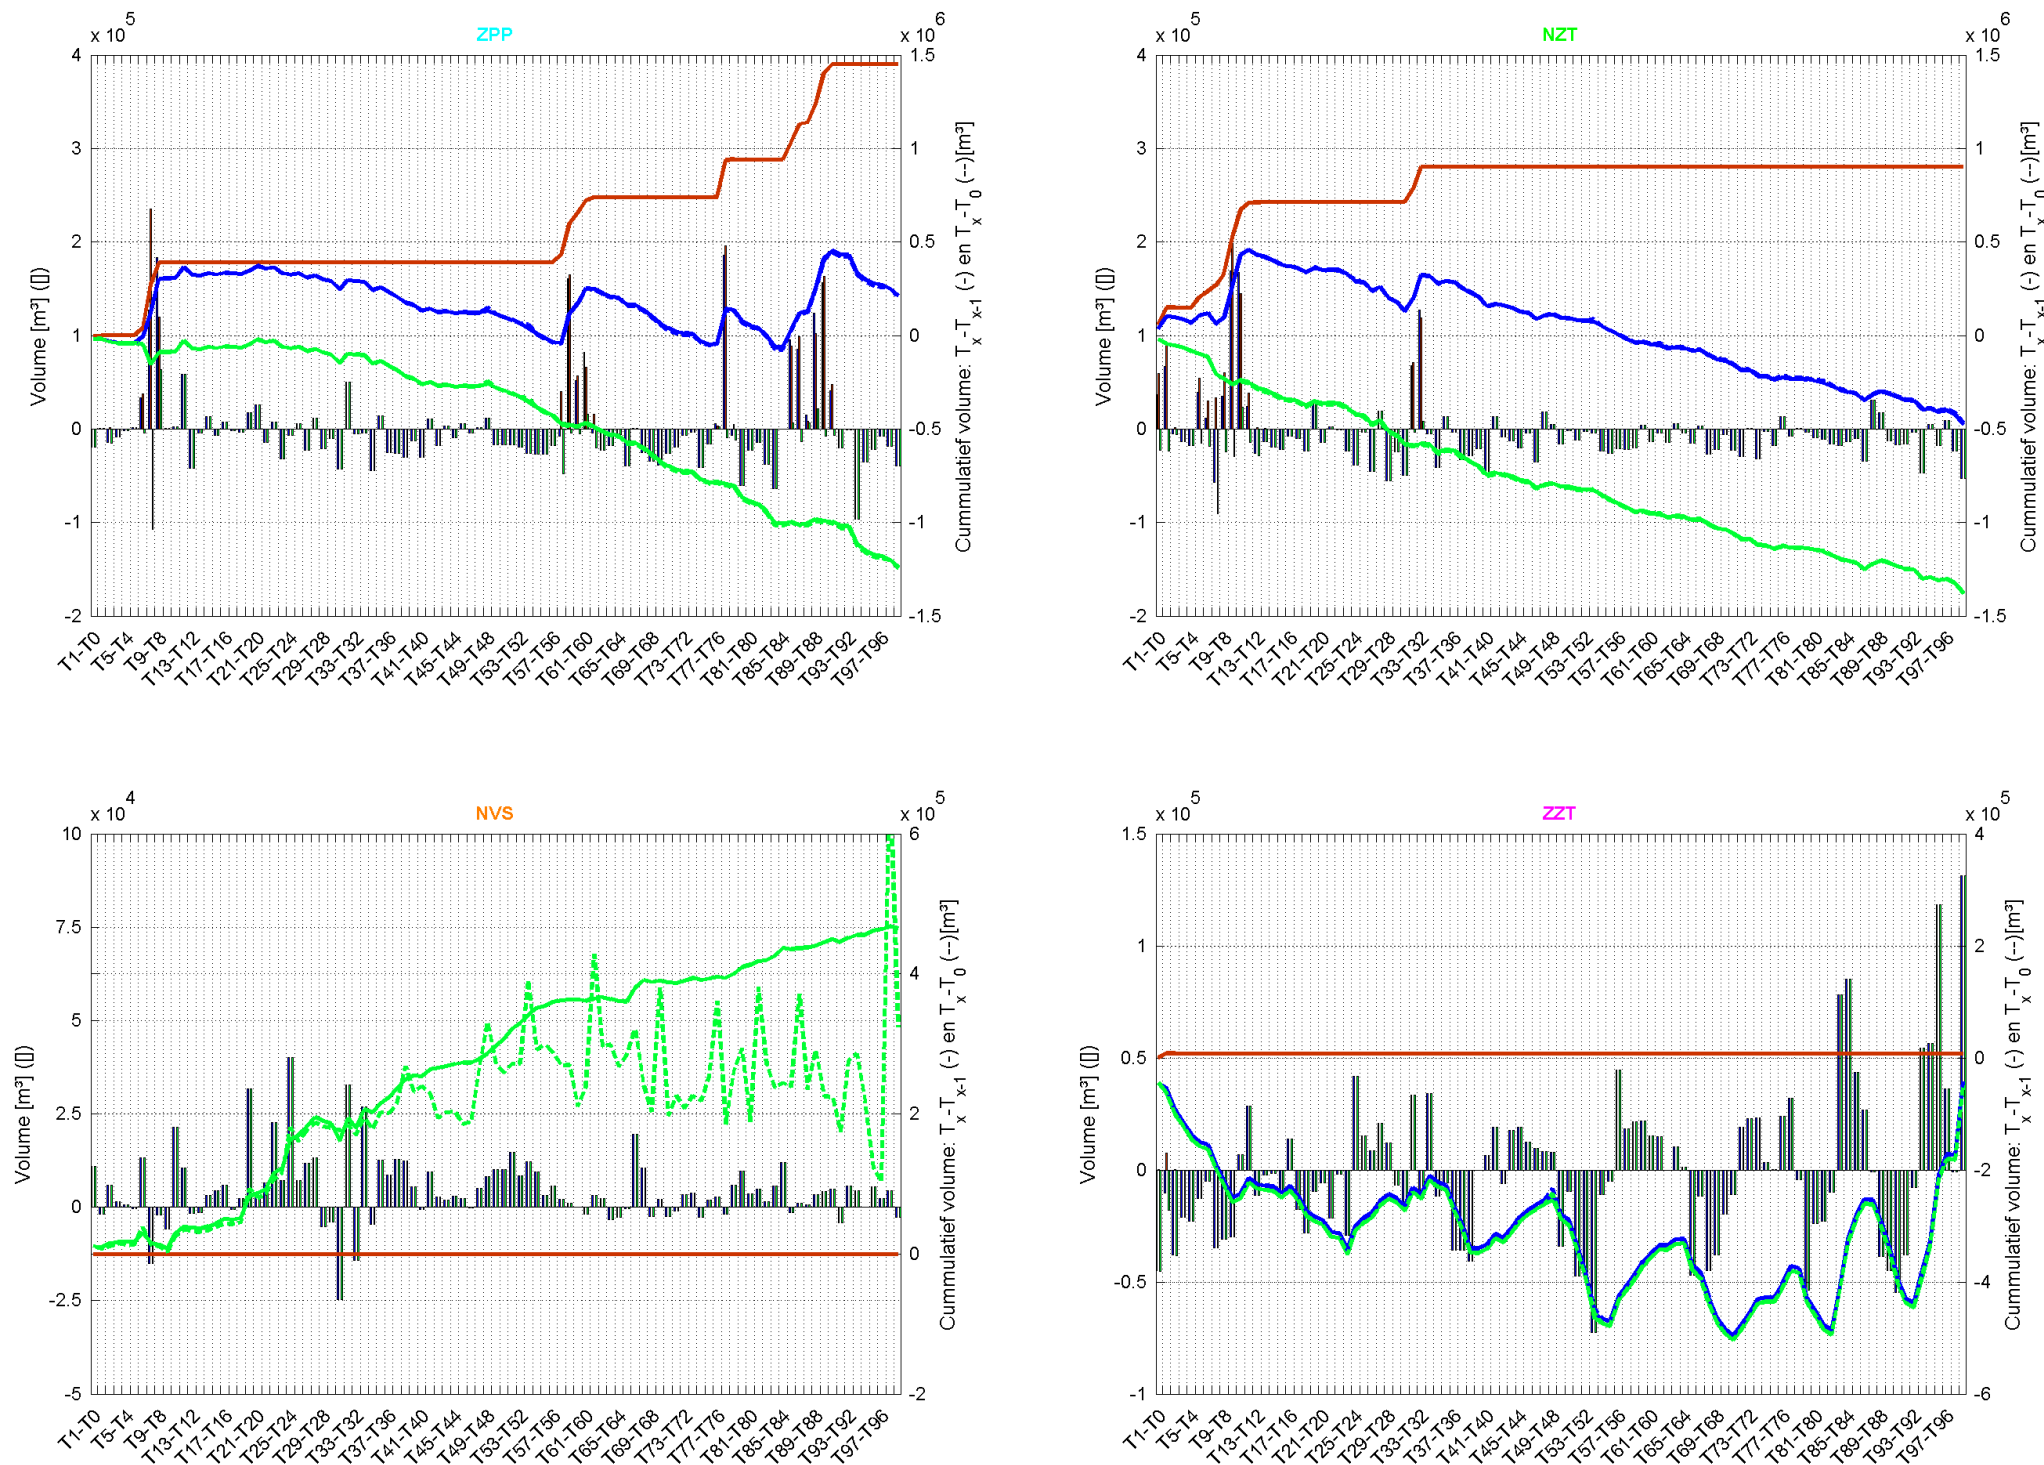 x 10^5
ZPP
x 10^6
4
3
2
1
0
-1
-2
1.5
1
0.5
0
-0.5
-1
-1.5
Volume [m³] ([])
Cummulatief volume: T_x-T_x-1 (-) en T_x-T_0 (--)[m³]
T1-T0
T5-T4
T9-T8
T13-T12
T17-T16
T21-T20
T25-T24
T29-T28
T33-T32
T37-T36
T41-T40
T45-T44
T49-T48
T53-T52
T57-T56
T61-T60
T65-T64
T69-T68
T73-T72
T77-T76
T81-T80
T85-T84
T89-T88
T93-T92
T97-T96
x 10^5
NZT
x 10^6
4
3
2
1
0
-1
-2
1.5
1
0.5
0
-0.5
-1
-1.5
Volume [m³] ([])
Cummulatief volume: T_x-T_x-1 (-) en T_x-T_0 (--)[m³]
T1-T0
T5-T4
T9-T8
T13-T12
T17-T16
T21-T20
T25-T24
T29-T28
T33-T32
T37-T36
T41-T40
T45-T44
T49-T48
T53-T52
T57-T56
T61-T60
T65-T64
T69-T68
T73-T72
T77-T76
T81-T80
T85-T84
T89-T88
T93-T92
T97-T96
x 10^4
NVS
x 10^5
10
7.5
5
2.5
0
-2.5
-5
6
4
2
0
-2
Volume [m³] ([])
Cummulatief volume: T_x-T_x-1 (-) en T_x-T_0 (--)[m³]
T1-T0
T5-T4
T9-T8
T13-T12
T17-T16
T21-T20
T25-T24
T29-T28
T33-T32
T37-T36
T41-T40
T45-T44
T49-T48
T53-T52
T57-T56
T61-T60
T65-T64
T69-T68
T73-T72
T77-T76
T81-T80
T85-T84
T89-T88
T93-T92
T97-T96
x 10^5
ZZT
x 10^5
1.5
1
0.5
0
-0.5
-1
4
2
0
-2
-4
-6
Volume [m³] ([])
Cummulatief volume: T_x-T_x-1 (-) en T_x-T_0 (--)[m³]
T1-T0
T5-T4
T9-T8
T13-T12
T17-T16
T21-T20
T25-T24
T29-T28
T33-T32
T37-T36
T41-T40
T45-T44
T49-T48
T53-T52
T57-T56
T61-T60
T65-T64
T69-T68
T73-T72
T77-T76
T81-T80
T85-T84
T89-T88
T93-T92
T97-T96